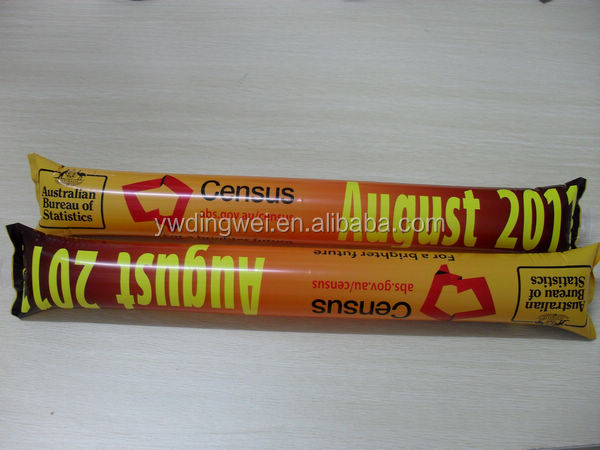 Australian
Bureau of
Statistics
Census
abs.gov.au/census
August 2011
ywdingwei.en.alibaba.com
August 201
For a brighter future
abs.gov.au/census
Census
Australian
Bureau of
Statistics